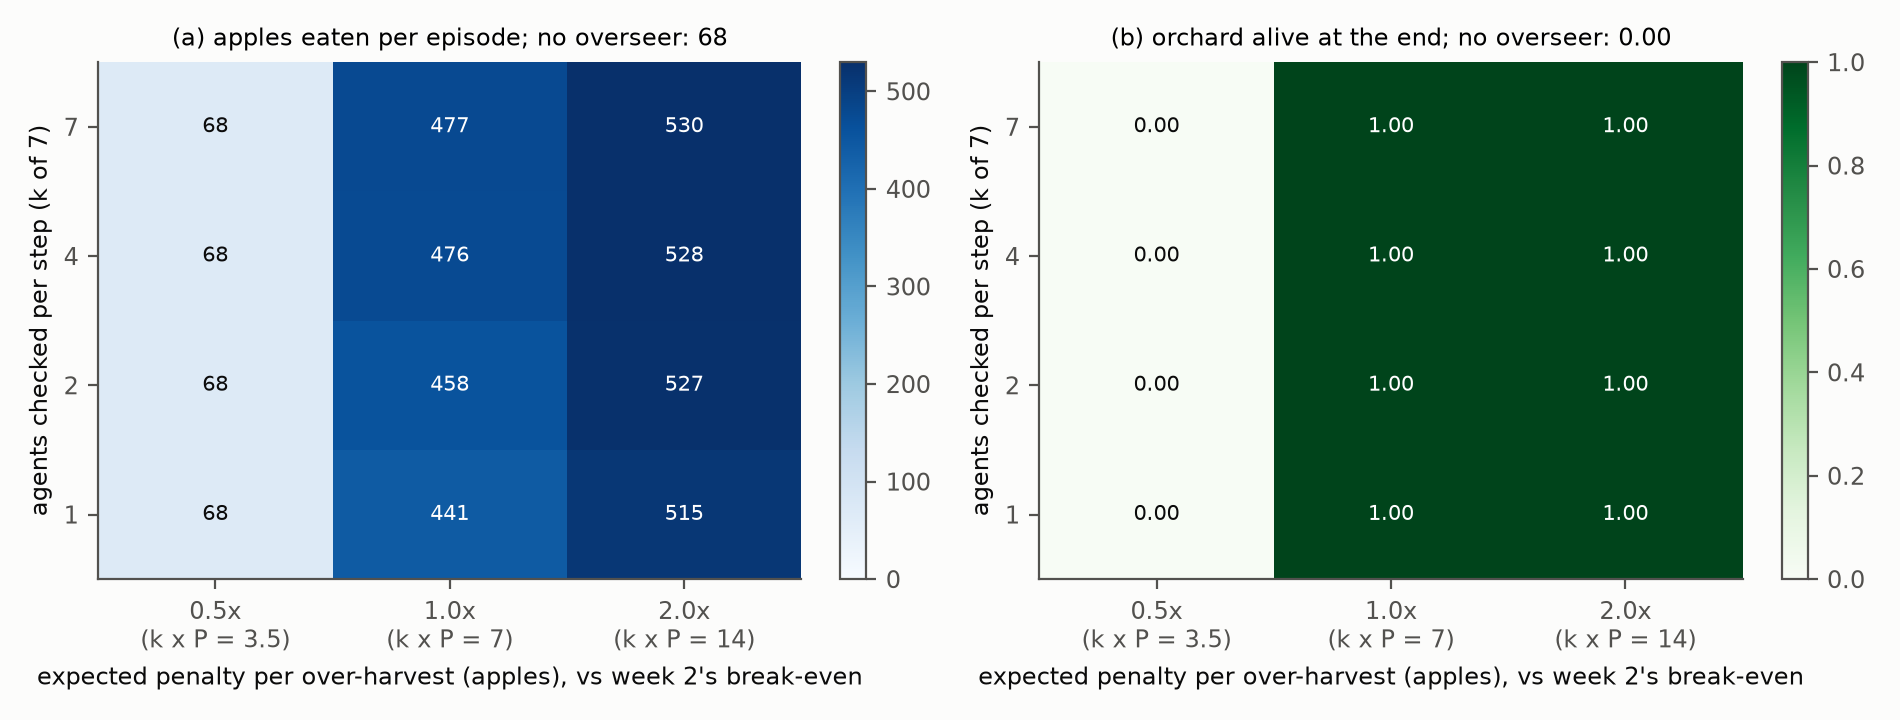 (a) apples eaten per episode; no overseer: 68
agents checked per step (k of 7)
7
4
2
1
68 477 530
68 476 528
68 458 527
68 441 515
0.5x 1.0x 2.0x
(k x P = 3.5) (k x P = 7) (k x P = 14)
expected penalty per over-harvest (apples), vs week 2's break-even
500
400
300
200
100
0
(b) orchard alive at the end; no overseer: 0.00
agents checked per step (k of 7)
7
4
2
1
0.00 1.00 1.00
0.00 1.00 1.00
0.00 1.00 1.00
0.00 1.00 1.00
0.5x 1.0x 2.0x
(k x P = 3.5) (k x P = 7) (k x P = 14)
expected penalty per over-harvest (apples), vs week 2's break-even
1.0
0.8
0.6
0.4
0.2
0.0